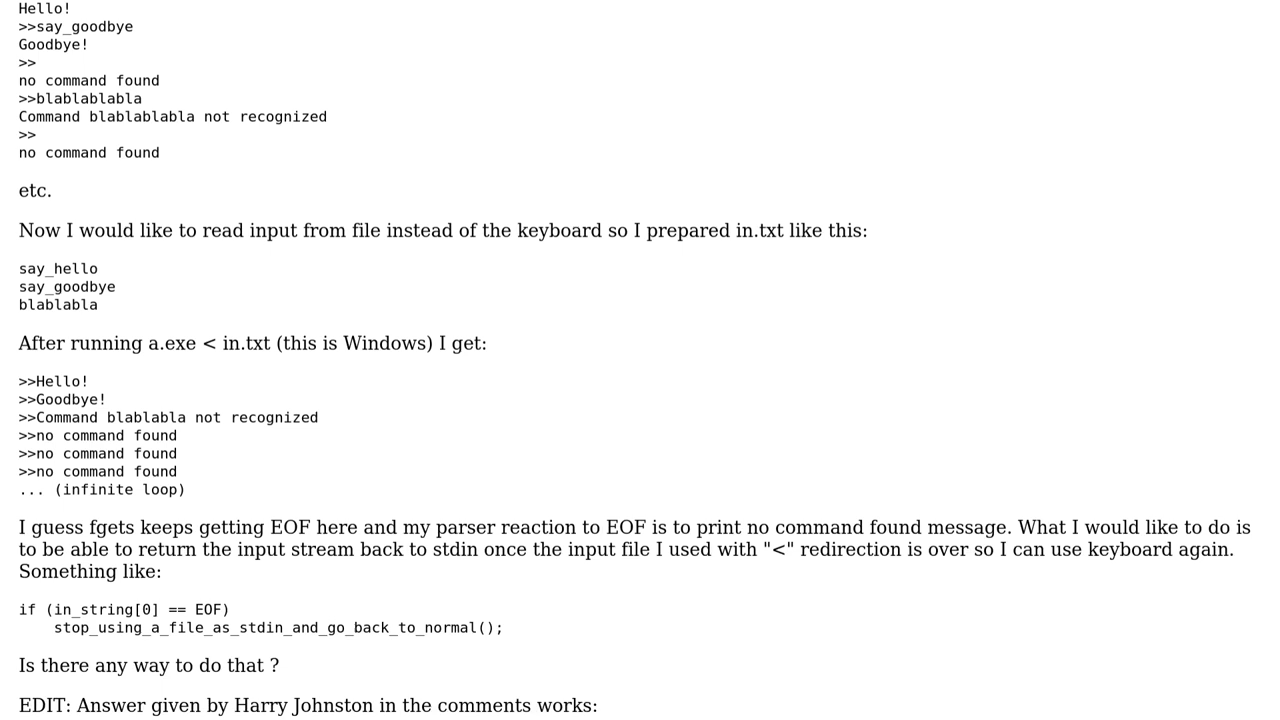 Hello!
>>say_goodbye
Goodbye!
>>
no command found
>>blablablabla
Command blablablabla not recognized
>>
no command found
etc.
Now I would like to read input from file instead of the keyboard so I prepared in.txt like this:
say_hello
say_goodbye
blablabla
After running a.exe < in.txt (this is Windows) I get:
>>Hello!
>>Goodbye!
>>Command blablabla not recognized
>>no command found
>>no command found
>>no command found
... (infinite loop)
I guess fgets keeps getting EOF here and my parser reaction to EOF is to print no command found message. What I would like to do is
to be able to return the input stream back to stdin once the input file I used with "<" redirection is over so I can use keyboard again.
Something like:
if (in_string[0] == EOF)
    stop_using_a_file_as_stdin_and_go_back_to_normal();
Is there any way to do that ?
EDIT: Answer given by Harry Johnston in the comments works: